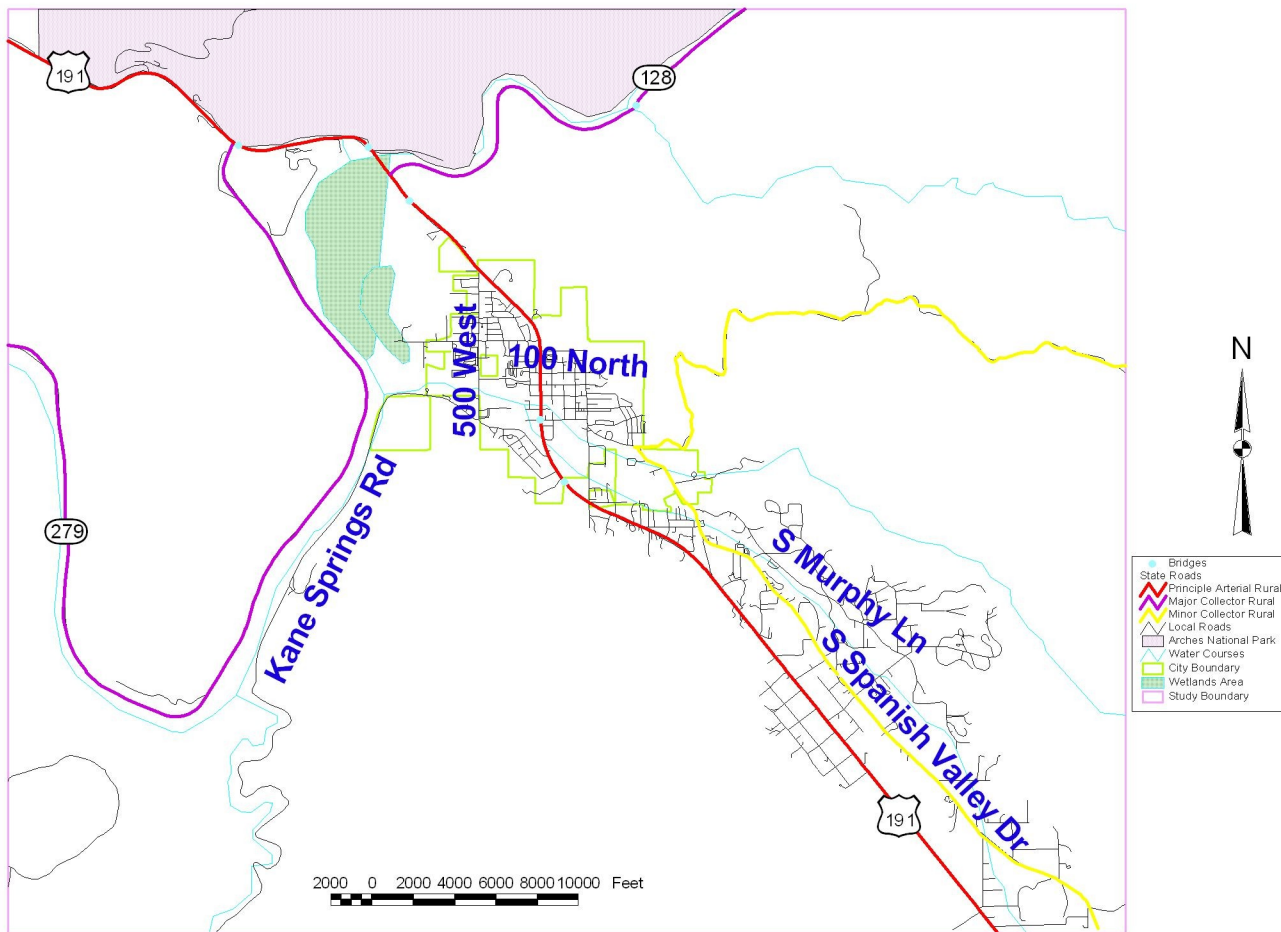 191
128
N
500 West
100 North
279
Kane Springs Rd
S Murphy Ln
S Spanish Valley Dr
191
2000 0 2000 4000 6000 8000 10000 Feet
Bridges
State Roads
Principle Arterial Rural
Major Collector Rural
Minor Collector Rural
Local Roads
Arches National Park
Water Courses
City Boundary
Wetlands Area
Study Boundary